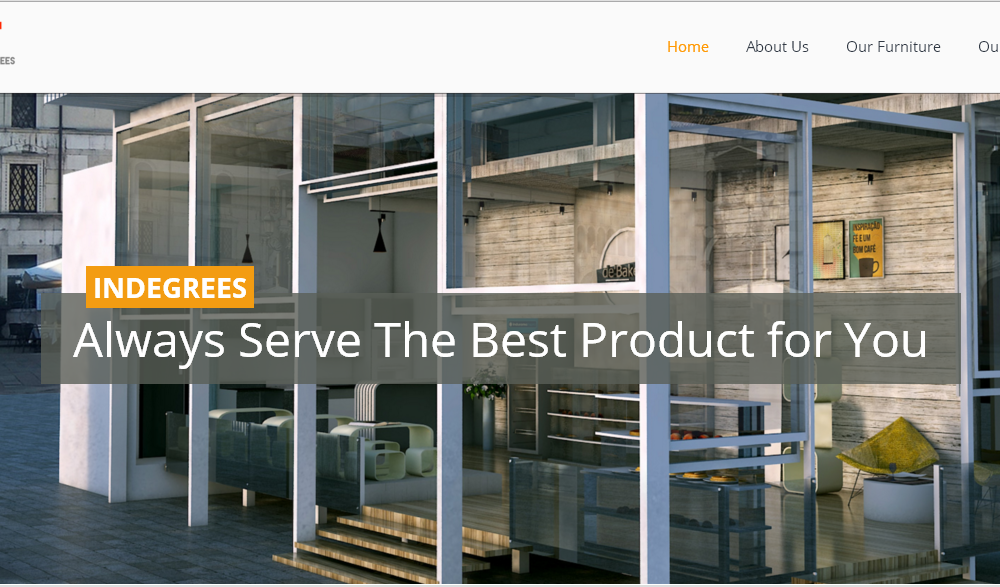 EES
Home About Us Our Furniture Ou
INSPIRAÇÃO
É E UM
BOM CAFÉ
de Bak
INDEGREES
Always Serve The Best Product for You